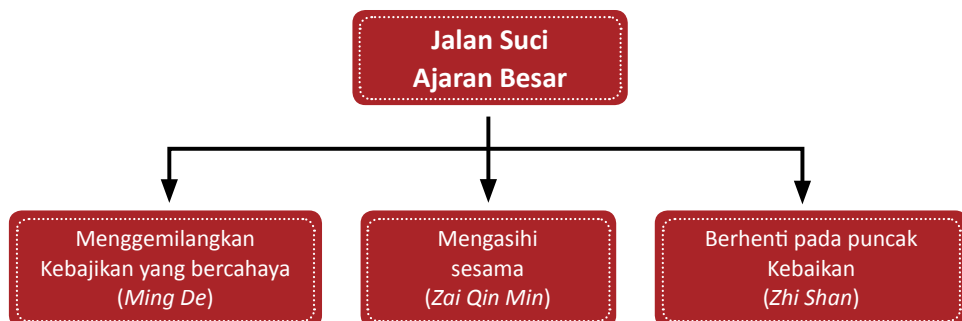 Jalan Suci
Ajaran Besar
Menggemilangkan
Kebajikan yang bercahaya
(Ming De)
Mengasihi
sesama
(Zai Qin Min)
Berhenti pada puncak
Kebaikan
(Zhi Shan)